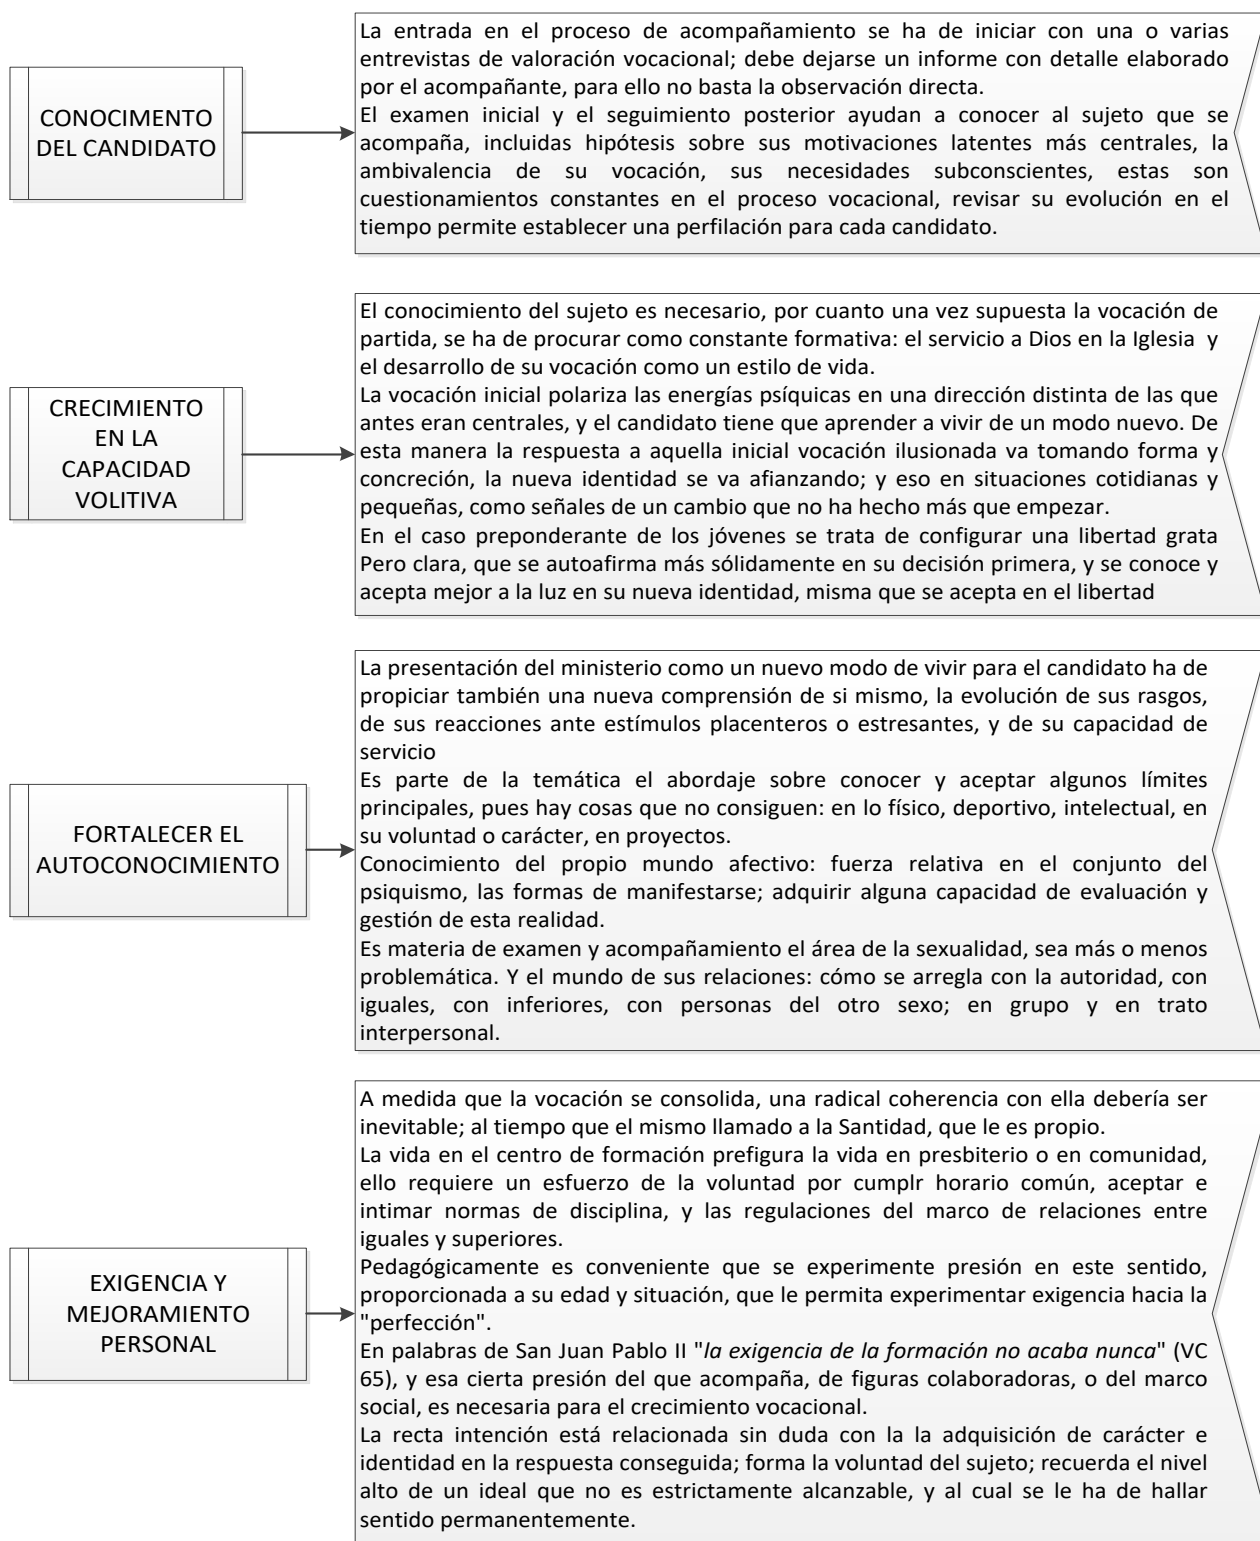 CONOCIMENTO
DEL CANDIDATO
La entrada en el proceso de acompañamiento se ha de iniciar con una o varias
entrevistas de valoración vocacional; debe dejarse un informe con detalle elaborado
por el acompañante, para ello no basta la observación directa.
El examen inicial y el seguimiento posterior ayudan a conocer al sujeto que se
acompaña, incluidas hipótesis sobre sus motivaciones latentes más centrales, la
ambivalencia de su vocación, sus necesidades subconscientes, estas son
cuestionamientos constantes en el proceso vocacional, revisar su evolución en el
tiempo permite establecer una perfilación para cada candidato.
CRECIMIENTO
EN LA
CAPACIDAD
VOLITIVA
El conocimiento del sujeto es necesario, por cuanto una vez supuesta la vocación de
partida, se ha de procurar como constante formativa: el servicio a Dios en la Iglesia y
el desarrollo de su vocación como un estilo de vida.
La vocación inicial polariza las energías psíquicas en una dirección distinta de las que
antes eran centrales, y el candidato tiene que aprender a vivir de un modo nuevo. De
esta manera la respuesta a aquella inicial vocación ilusionada va tomando forma y
concreción, la nueva identidad se va afianzando; y eso en situaciones cotidianas y
pequeñas, como señales de un cambio que no ha hecho más que empezar.
En el caso preponderante de los jóvenes se trata de configurar una libertad grata
Pero clara, que se autoafirma más sólidamente en su decisión primera, y se conoce y
acepta mejor a la luz en su nueva identidad, misma que se acepta en el libertad
FORTALECER EL
AUTOCONOCIMIENTO
La presentación del ministerio como un nuevo modo de vivir para el candidato ha de
propiciar también una nueva comprensión de si mismo, la evolución de sus rasgos,
de sus reacciones ante estímulos placenteros o estresantes, y de su capacidad de
servicio
Es parte de la temática el abordaje sobre conocer y aceptar algunos límites
principales, pues hay cosas que no consiguen: en lo físico, deportivo, intelectual, en
su voluntad o carácter, en proyectos.
Conocimiento del propio mundo afectivo: fuerza relativa en el conjunto del
psiquismo, las formas de manifestarse; adquirir alguna capacidad de evaluación y
gestión de esta realidad.
Es materia de examen y acompañamiento el área de la sexualidad, sea más o menos
problemática. Y el mundo de sus relaciones: cómo se arregla con la autoridad, con
iguales, con inferiores, con personas del otro sexo; en grupo y en trato
interpersonal.
EXIGENCIA Y
MEJORAMIENTO
PERSONAL
A medida que la vocación se consolida, una radical coherencia con ella debería ser
inevitable; al tiempo que el mismo llamado a la Santidad, que le es propio.
La vida en el centro de formación prefigura la vida en presbiterio o en comunidad,
ello requiere un esfuerzo de la voluntad por cumplr horario común, aceptar e
intimar normas de disciplina, y las regulaciones del marco de relaciones entre
iguales y superiores.
Pedagógicamente es conveniente que se experimente presión en este sentido,
proporcionada a su edad y situación, que le permita experimentar exigencia hacia la
"perfección".
En palabras de San Juan Pablo II "la exigencia de la formación no acaba nunca" (VC
65), y esa cierta presión del que acompaña, de figuras colaboradoras, o del marco
social, es necesaria para el crecimiento vocacional.
La recta intención está relacionada sin duda con la la adquisición de carácter e
identidad en la respuesta conseguida; forma la voluntad del sujeto; recuerda el nivel
alto de un ideal que no es estrictamente alcanzable, y al cual se le ha de hallar
sentido permanentemente.